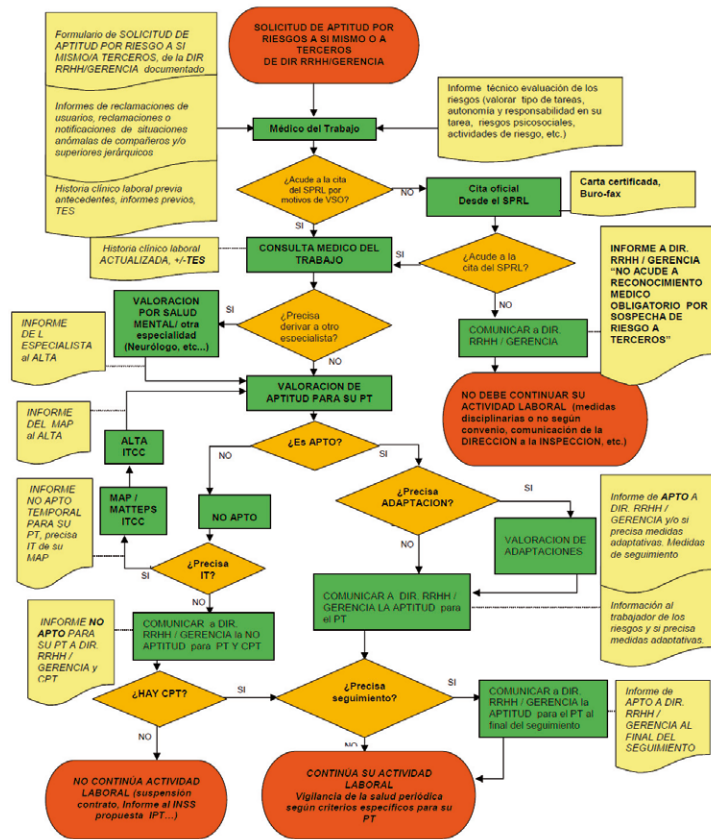 Formulario de SOLICITUD DE
APTITUD POR RIESGO A SI
MISMO/A TERCEROS, de la DIR
RRHH/GERENCIA documentado
SOLICITUD DE APTITUD POR
RIESGOS A SI MISMO O A
TERCEROS
DE DIR RRHH/GERENCIA
Informes de reclamaciones de
usuarios, reclamaciones o
notificaciones de situaciones
anómalas de compañeros y/o
superiores jerárquicos
Historia clínico laboral previa
antecedentes, informes previos,
TES
Médico del Trabajo
Informe técnico evaluación de los
riesgos (valorar tipo de tareas,
autonomía y responsabilidad en su
tarea, riesgos psicosociales,
actividades de riesgo, etc.)
¿Acude a la cita
del SPRL por
motivos de VSO?
NO
SI
Cita oficial
Desde el SPRL
Carta certificada,
Buro-fax
Historia clínico laboral
ACTUALIZADA, +/-TES
CONSULTA MEDICO DEL
TRABAJO
SI
¿Acude a la
cita del SPRL?
NO
INFORME A DIR.
RRHH / GERENCIA
"NO ACUDE A
RECONOCIMIENTO
MEDICO
OBLIGATORIO POR
SOSPECHA DE
RIESGO A
TERCEROS"
VALORACION
POR SALUD
MENTAL/ otra
especialidad
(Neurólogo, etc...)
SI
¿Precisa
derivar a otro
especialista?
NO
COMUNICAR a DIR.
RRHH / GERENCIA
INFORME
DE L
ESPECIALISTA
al ALTA
VALORACION DE
APTITUD PARA SU PT
NO DEBE CONTINUAR SU
ACTIVIDAD LABORAL (medidas
disciplinarias o no según
convenio, comunicación de la
DIRECCION a la INSPECCION, etc.)
INFORME
DEL MAP
al ALTA
ALTA
ITCC
¿Es APTO?
NO
SI
INFORME
NO APTO
TEMPORAL
PARA SU
PT, precisa
IT de su
MAP
MAP /
MATTEPS
ITCC
NO APTO
¿Precisa
ADAPTACION?
SI
NO
VALORACION DE
ADAPTACIONES
Informe de APTO A
DIR. RRHH /
GERENCIA y/o si
precisa medidas
adaptativas. Medidas
de seguimiento
SI
¿Precisa
IT?
NO
COMUNICAR A DIR. RRHH /
GERENCIA LA APTITUD para
el PT
Información al
trabajador de los
riesgos y si precisa
medidas adaptativas.
INFORME NO
APTO PARA
SU PT A DIR.
RRHH /
GERENCIA y
CPT
COMUNICAR a DIR.
RRHH / GERENCIA la NO
APTITUD para PT Y CPT
¿HAY CPT?
SI
NO
¿Precisa
seguimiento?
SI
NO
COMUNICAR a DIR.
RRHH / GERENCIA la
APTITUD para el PT al
final del seguimiento
Informe de
APTO A DIR.
RRHH /
GERENCIA AL
FINAL DEL
SEGUIMIENTO
NO CONTINÚA ACTIVIDAD
LABORAL (suspensión
contrato, Informe al INSS
propuesta IPT...)
CONTINÚA SU ACTIVIDAD
LABORAL
Vigilancia de la salud periódica
según criterios específicos para su
PT